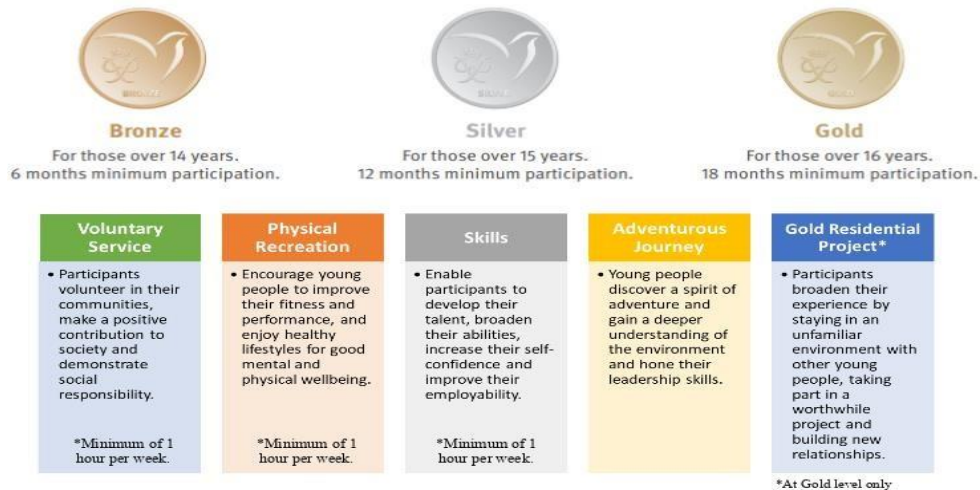 BRONZE
SILVER
GOLD
Bronze
For those over 14 years.
6 months minimum participation.
Silver
For those over 15 years.
12 months minimum participation.
Gold
For those over 16 years.
18 months minimum participation.
Voluntary
Service
• Participants
volunteer in their
communities,
make a positive
contribution to
society and
demonstrate
social
responsibility.
*Minimum of 1
hour per week.
Physical
Recreation
• Encourage young
people to improve
their fitness and
performance, and
enjoy healthy
lifestyles for good
mental and
physical wellbeing.
*Minimum of 1
hour per week.
Skills
• Enable
participants to
develop their
talent, broaden
their abilities,
increase their self-
confidence and
improve their
employability.
*Minimum of 1
hour per week.
Adventurous
Journey
• Young people
discover a spirit of
adventure and
gain a deeper
understanding of
the environment
and hone their
leadership skills.
Gold Residential
Project*
• Participants
broaden their
experience by
staying in an
unfamiliar
environment with
other young
people, taking
part in a
worthwhile
project and
building new
relationships.
*At Gold level only